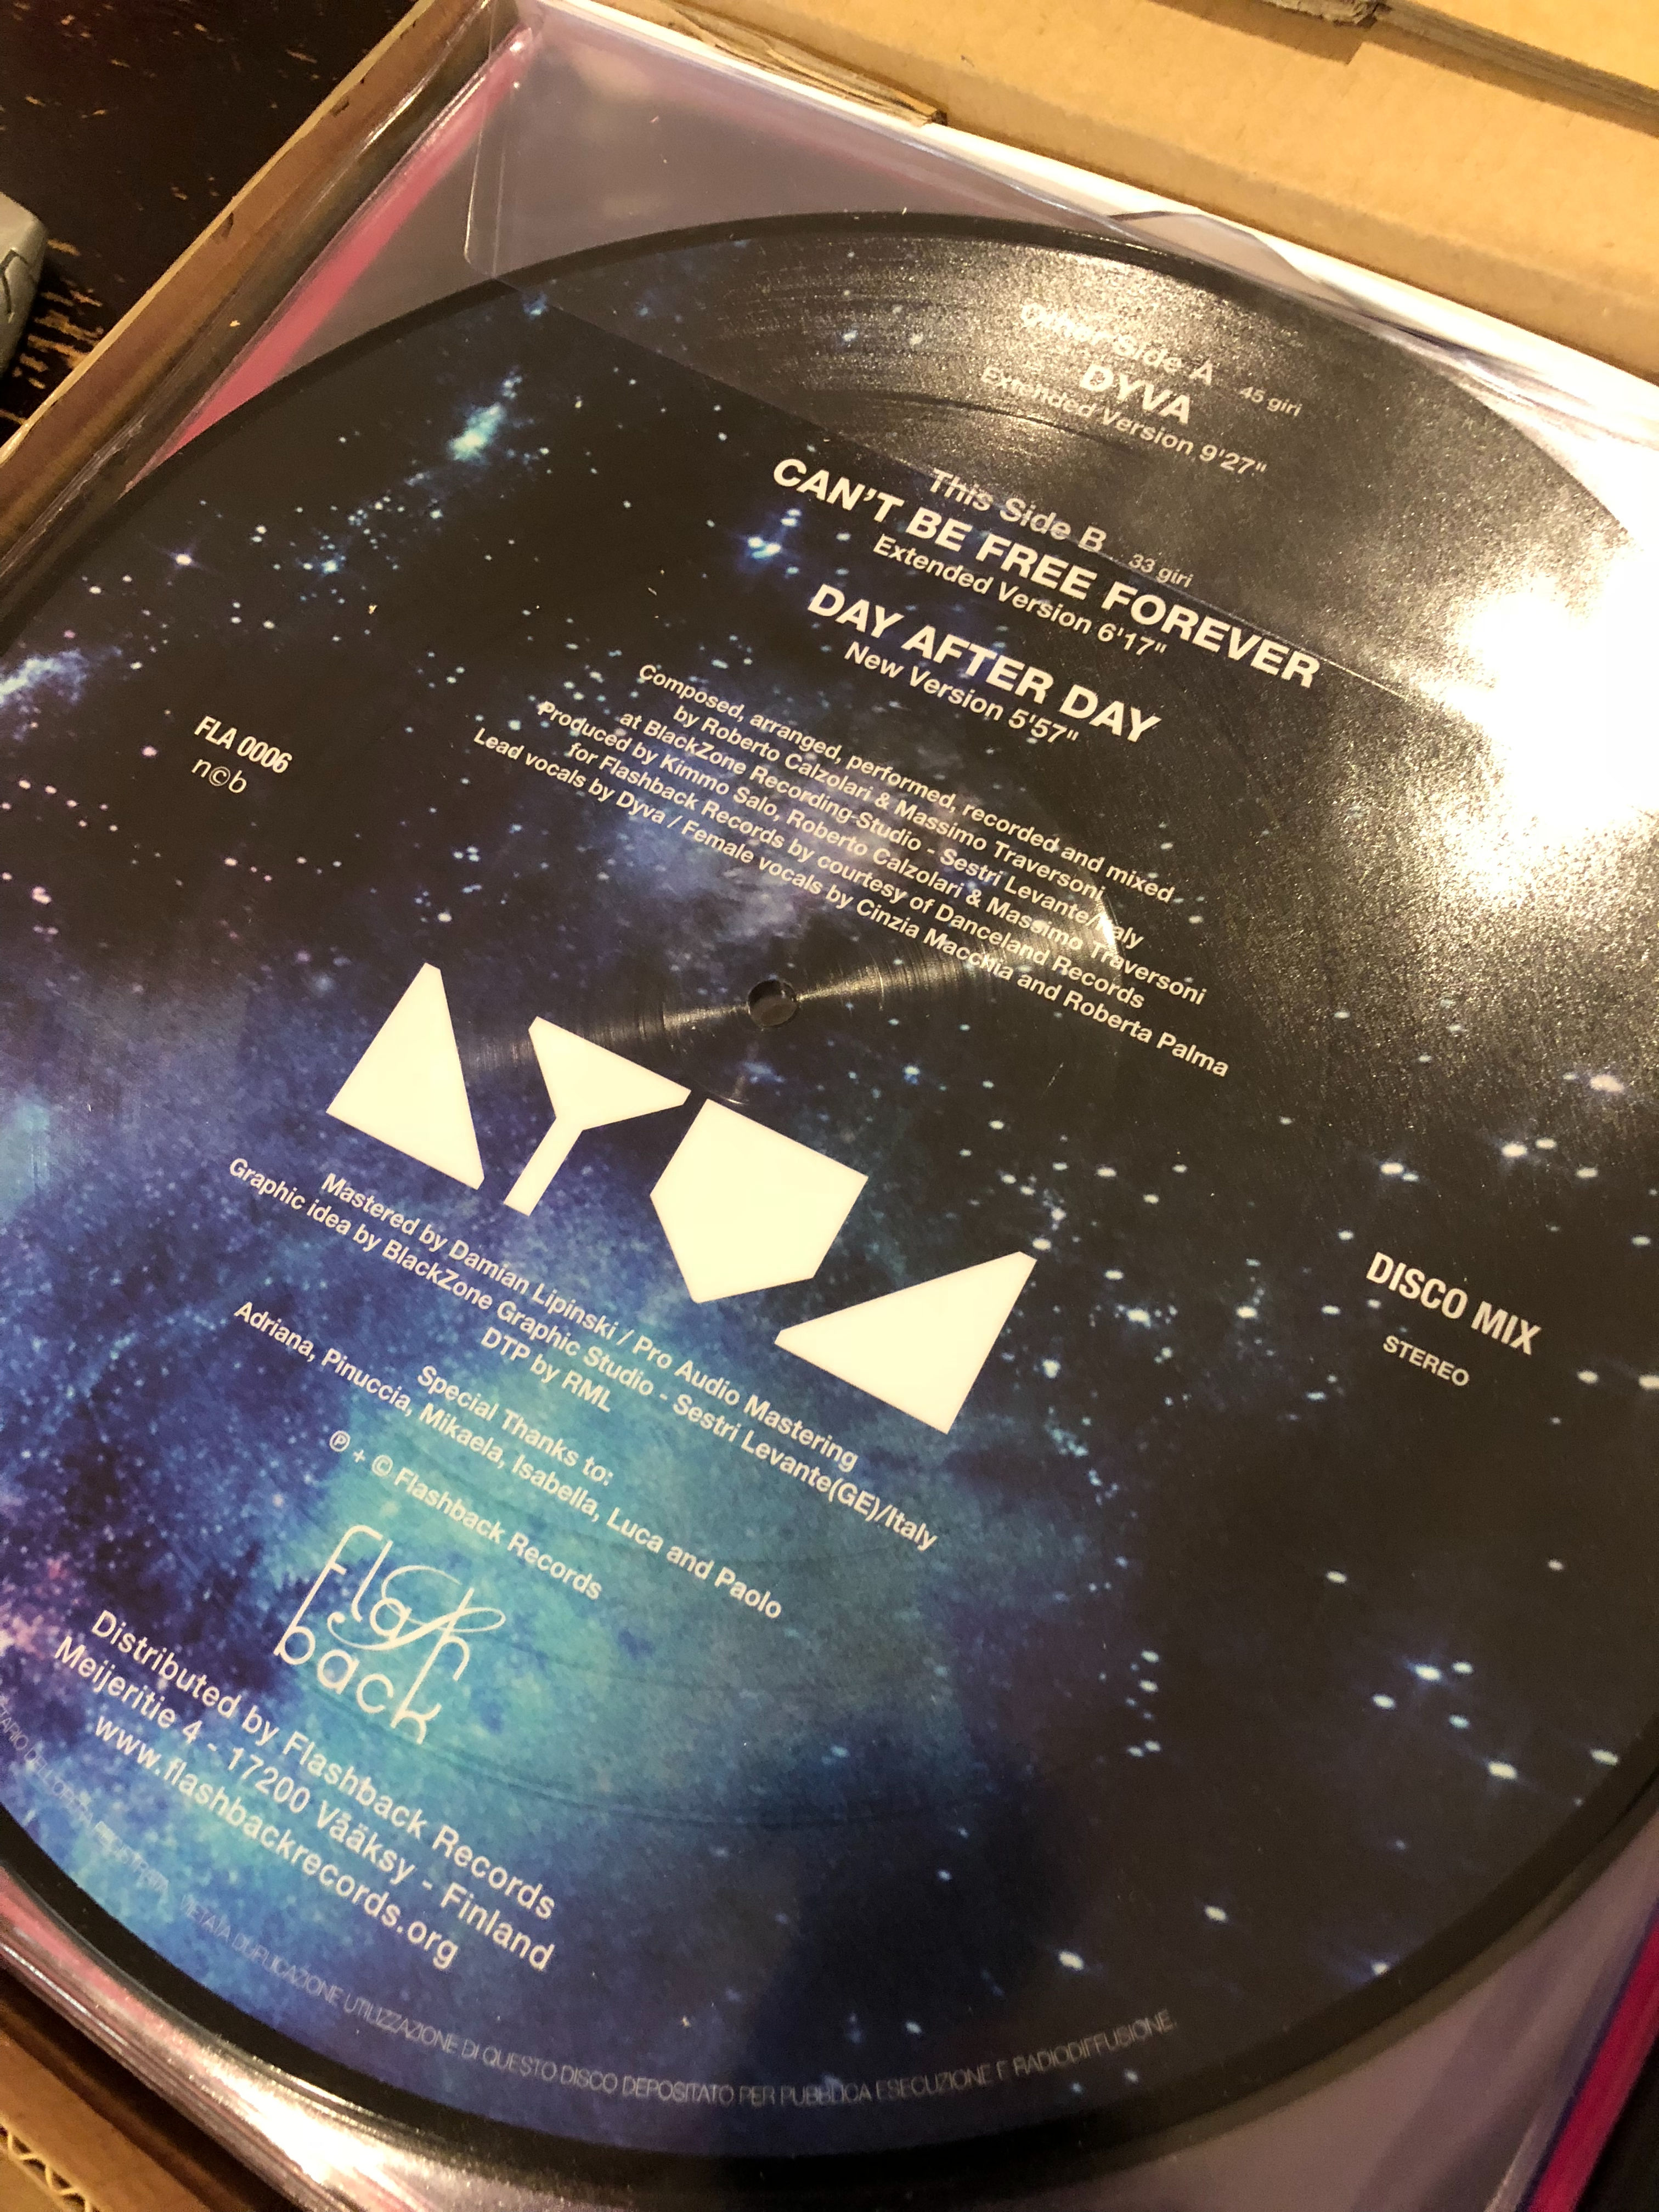 Other Side A 45 giri
DYVA
Extended Version 9'27"
This Side B 33 giri
CAN'T BE FREE FOREVER
Extended Version 6'17"
DAY AFTER DAY
New Version 5'57"
Composed, arranged, performed, recorded and mixed
by Roberto Calzolari & Massimo Traversoni
at BlackZone Recording-Studio - Sestri Levante/Italy
Produced by Kimmo Salo, Roberto Calzolari & Massimo Traversoni
for Flashback Records by courtesy of Danceland Records
Lead vocals by Dyva / Female vocals by Cinzia Macchia and Roberta Palma
FLA 0006
n©b
DYVA
DISCO MIX
STEREO
Mastered by Damian Lipinski / Pro Audio Mastering
Graphic idea by BlackZone Graphic Studio - Sestri Levante(GE)/Italy
DTP by RML
Special Thanks to:
Adriana, Pinuccia, Mikaela, Isabella, Luca and Paolo
℗ + © Flashback Records
Flash
back
Distributed by Flashback Records
Meijeritie 4 - 17200 Vääksy - Finland
www.flashbackrecords.org
VIETATA DUPLICAZIONE UTILIZZAZIONE DI QUESTO DISCO DEPOSITATO PER PUBBLICA ESECUZIONE E RADIODIFFUSIONE.